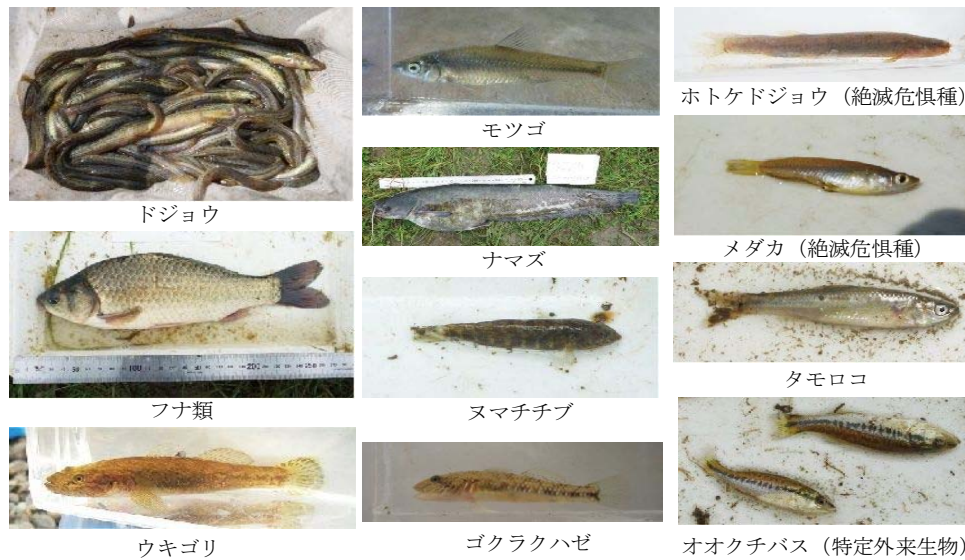 ドジョウ
フナ類
ウキゴリ
モツゴ
ナマズ
ヌマチチブ
ゴクラクハゼ
ホトケドジョウ（絶滅危惧種）
メダカ（絶滅危惧種）
タモロコ
オオクチバス（特定外来生物）